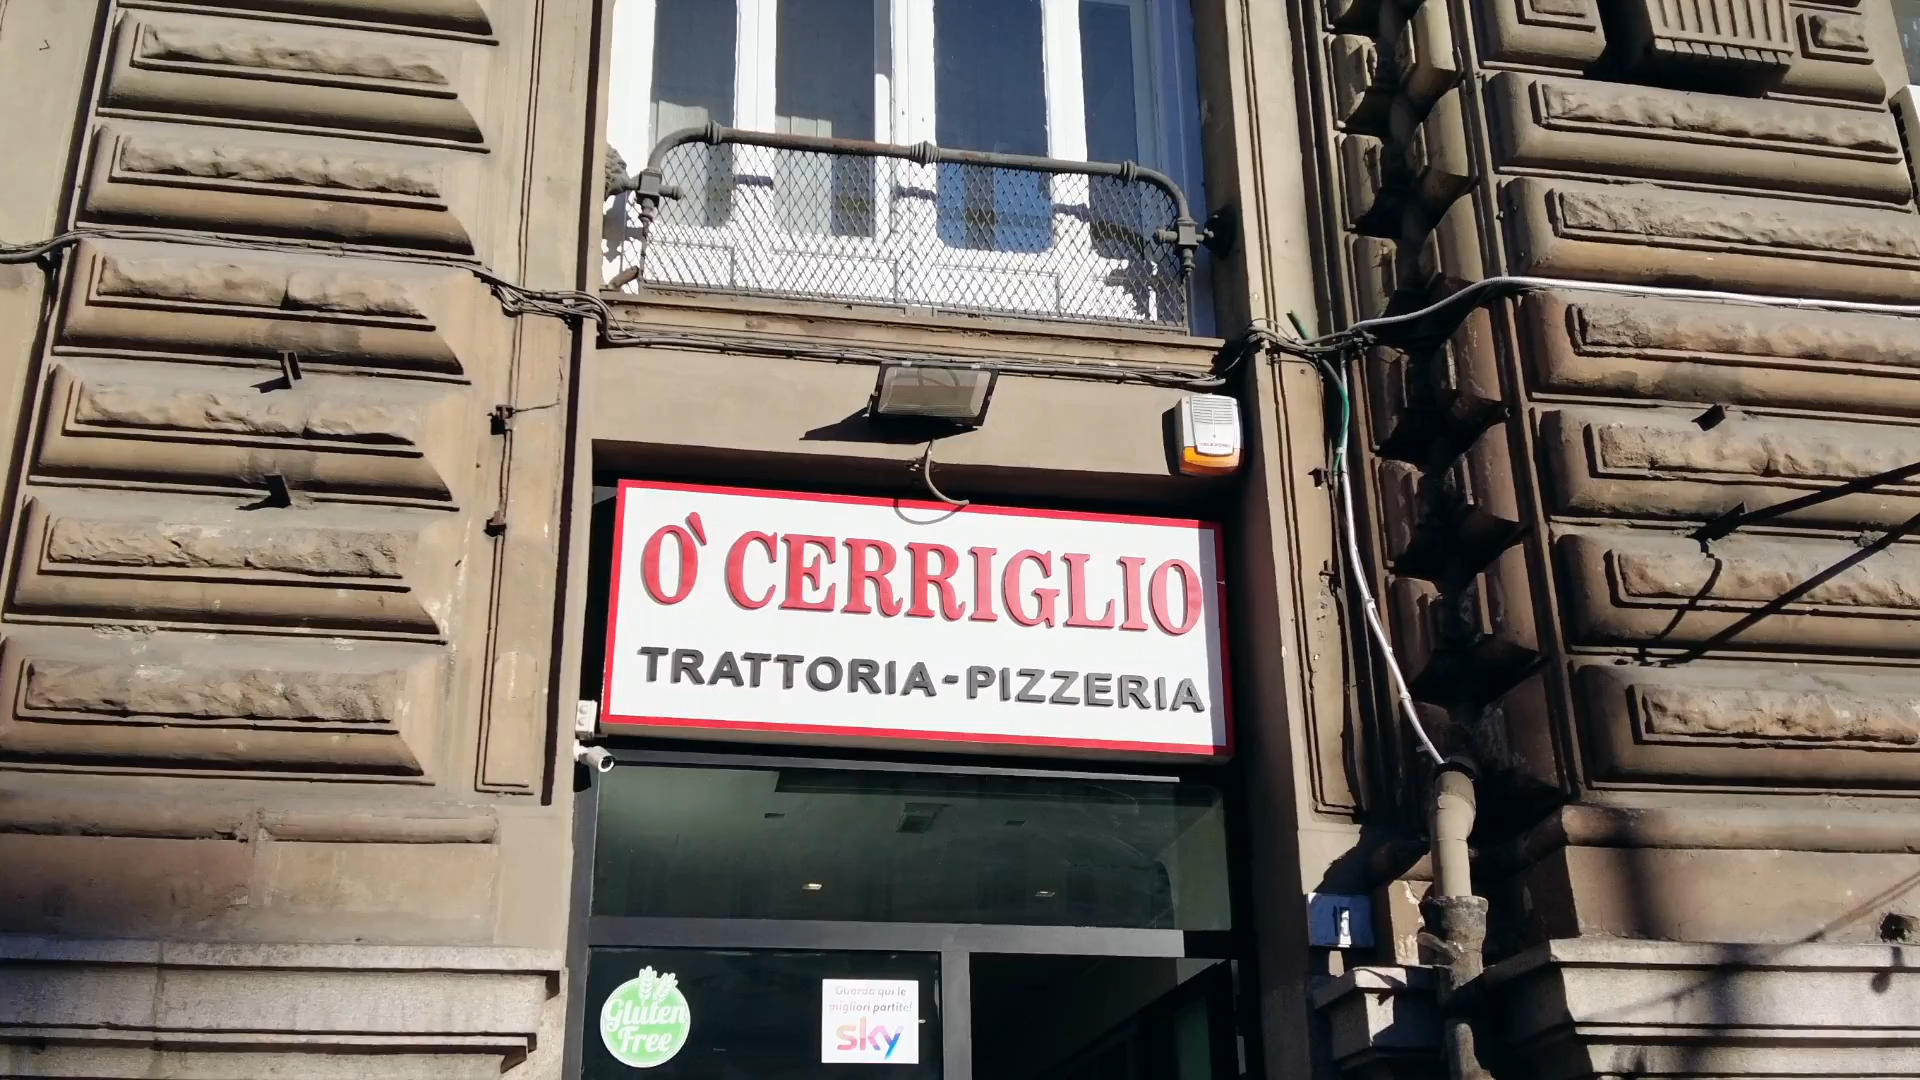 O' CERRIGLIO
TRATTORIA-PIZZERIA
Gluten
Free
Guarda qui le
migliori partite!
sky